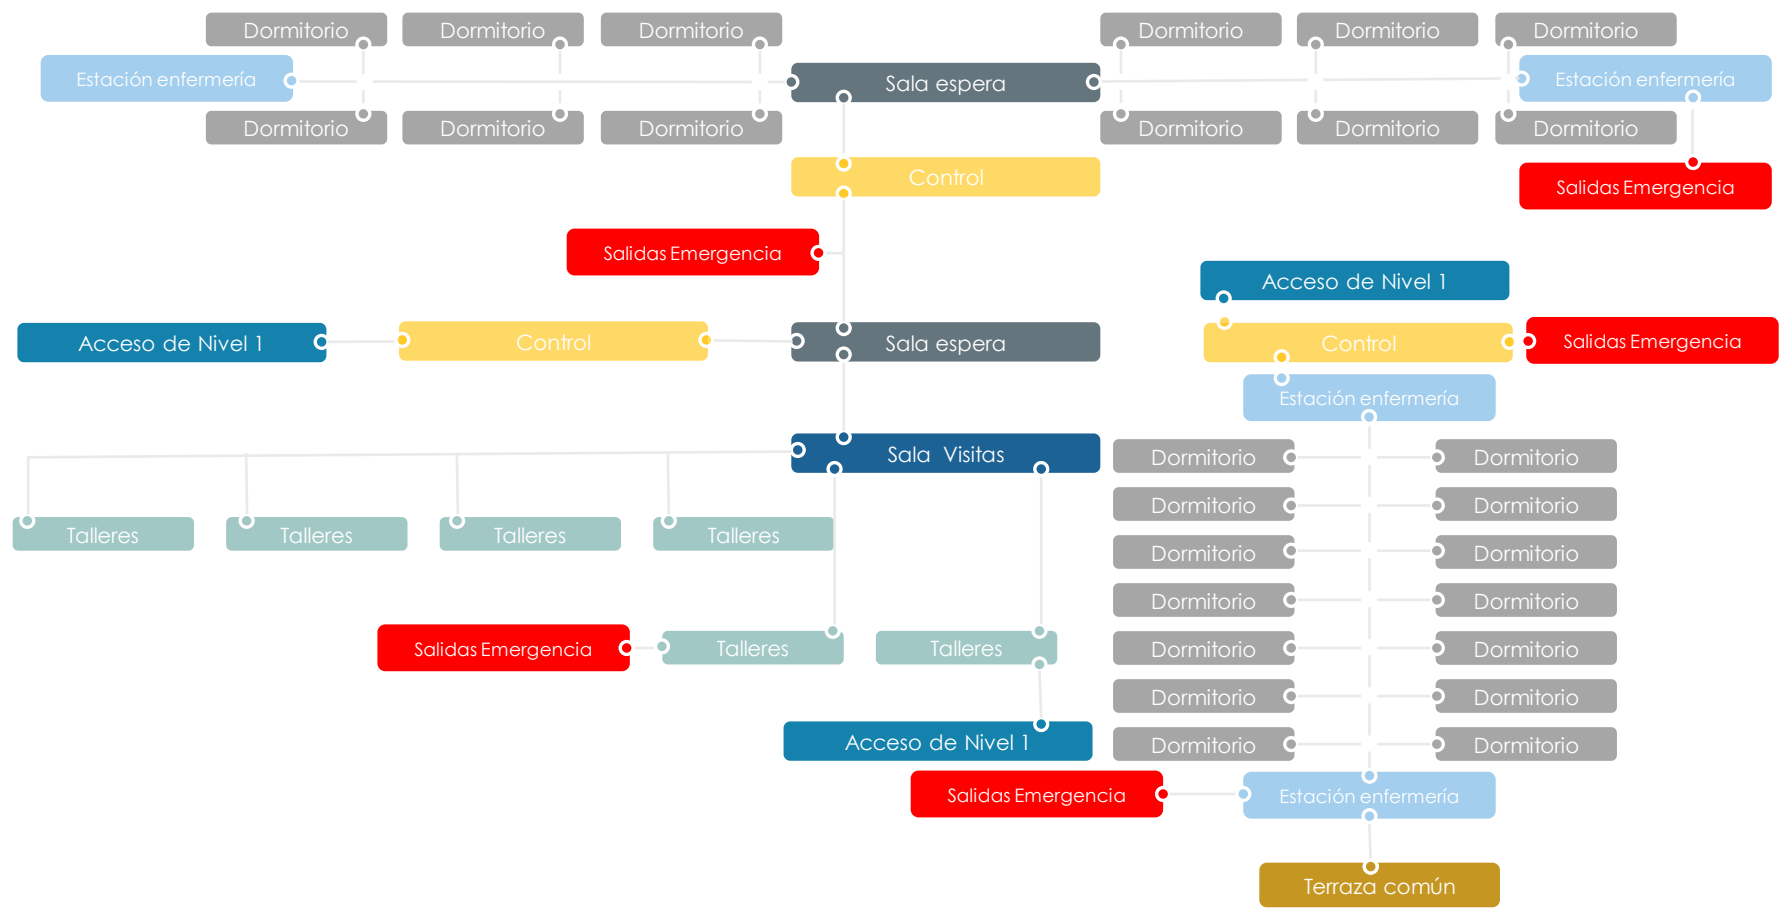 Dormitorio
Dormitorio
Dormitorio
Dormitorio
Dormitorio
Dormitorio
Estación enfermería
Sala espera
Estación enfermería
Dormitorio
Dormitorio
Dormitorio
Dormitorio
Dormitorio
Dormitorio
Control
Salidas Emergencia
Salidas Emergencia
Acceso de Nivel 1
Acceso de Nivel 1
Control
Sala espera
Control
Salidas Emergencia
Estación enfermería
Sala Visitas
Dormitorio
Dormitorio
Dormitorio
Dormitorio
Talleres
Talleres
Talleres
Talleres
Dormitorio
Dormitorio
Dormitorio
Dormitorio
Salidas Emergencia
Talleres
Talleres
Dormitorio
Dormitorio
Dormitorio
Dormitorio
Acceso de Nivel 1
Dormitorio
Dormitorio
Salidas Emergencia
Estación enfermería
Terraza común